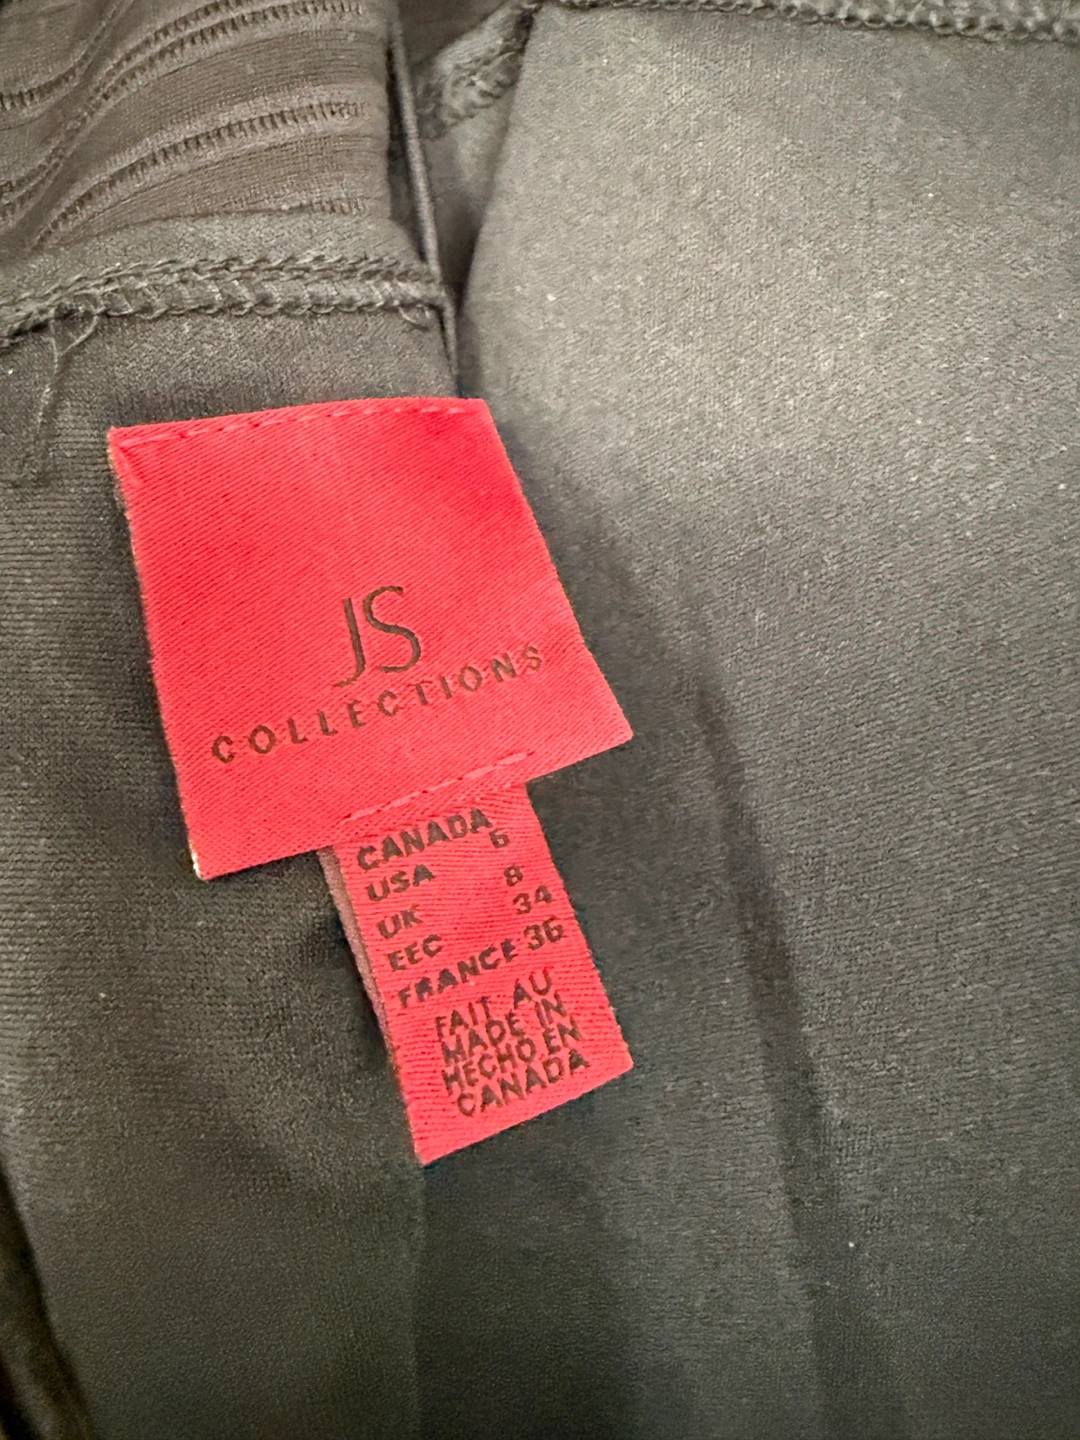 JS
COLLECTIONS
CANADA 6
USA
UK 8
EEC 34
FRANCE 36
FAIT AU
MADE IN
HECHO EN
CANADA